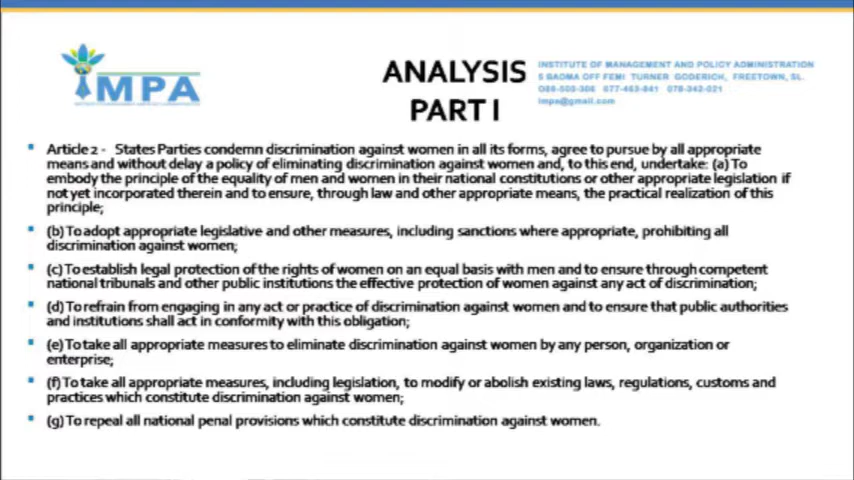 IMPA
ANALYSIS
PART I
INSTITUTE OF MANAGEMENT AND POLICY ADMINISTRATION
5 BAOMA OFF FEMI TURNER GODERICH, FREETOWN, SL.
088-503-306 077-463-841 078-342-021
impa@gmail.com
Article 2 - States Parties condemn discrimination against women in all its forms, agree to pursue by all appropriate
means and without delay a policy of eliminating discrimination against women and, to this end, undertake: (a) To
embody the principle of the equality of men and women in their national constitutions or other appropriate legislation if
not yet incorporated therein and to ensure, through law and other appropriate means, the practical realization of this
principle;
(b) To adopt appropriate legislative and other measures, including sanctions where appropriate, prohibiting all
discrimination against women;
(c) To establish legal protection of the rights of women on an equal basis with men and to ensure through competent
national tribunals and other public institutions the effective protection of women against any act of discrimination;
(d) To refrain from engaging in any act or practice of discrimination against women and to ensure that public authorities
and institutions shall act in conformity with this obligation;
(e) To take all appropriate measures to eliminate discrimination against women by any person, organization or
enterprise;
(f) To take all appropriate measures, including legislation, to modify or abolish existing laws, regulations, customs and
practices which constitute discrimination against women;
(g) To repeal all national penal provisions which constitute discrimination against women.